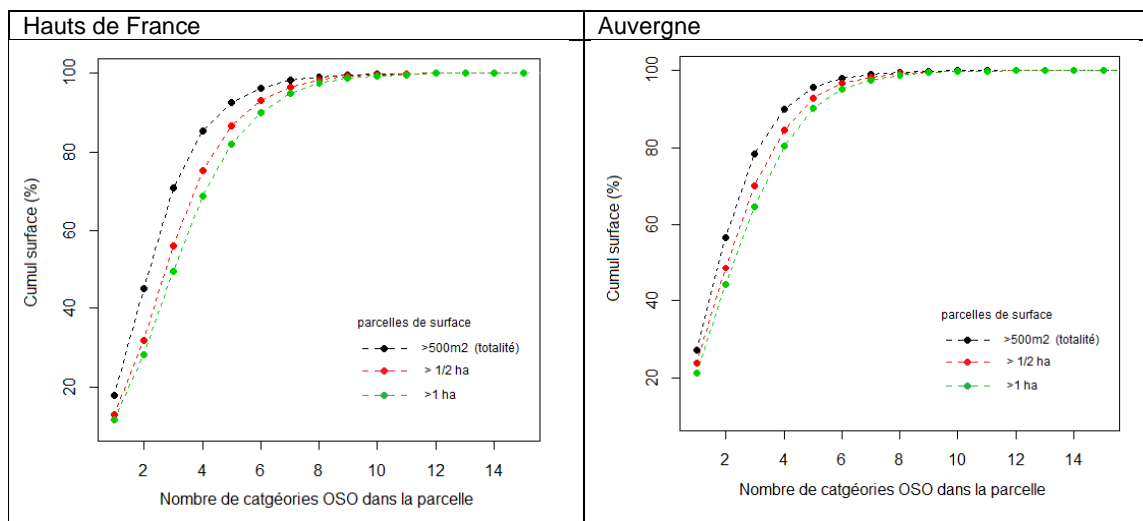 Hauts de France
Auvergne
100
80
60
40
20
Cumul surface (%)
parcelles de surface
>500m2 (totalité)
> 1/2 ha
>1 ha
2 4 6 8 10 12 14
Nombre de catgéories OSO dans la parcelle
100
80
60
40
20
Cumul surface (%)
parcelles de surface
>500m2 (totalité)
> 1/2 ha
>1 ha
2 4 6 8 10 12 14
Nombre de catgéories OSO dans la parcelle